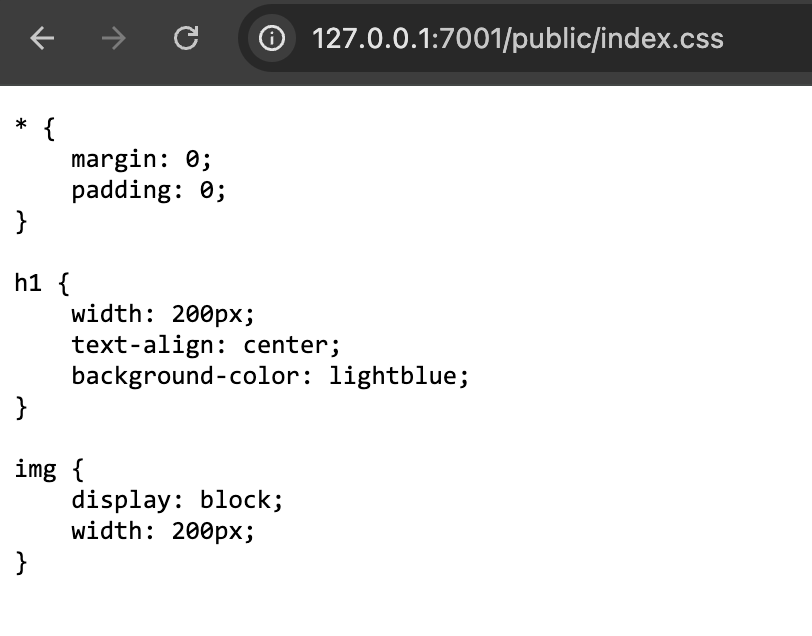 127.0.0.1:7001/public/index.css
* {
    margin: 0;
    padding: 0;
}
h1 {
    width: 200px;
    text-align: center;
    background-color: lightblue;
}
img {
    display: block;
    width: 200px;
}